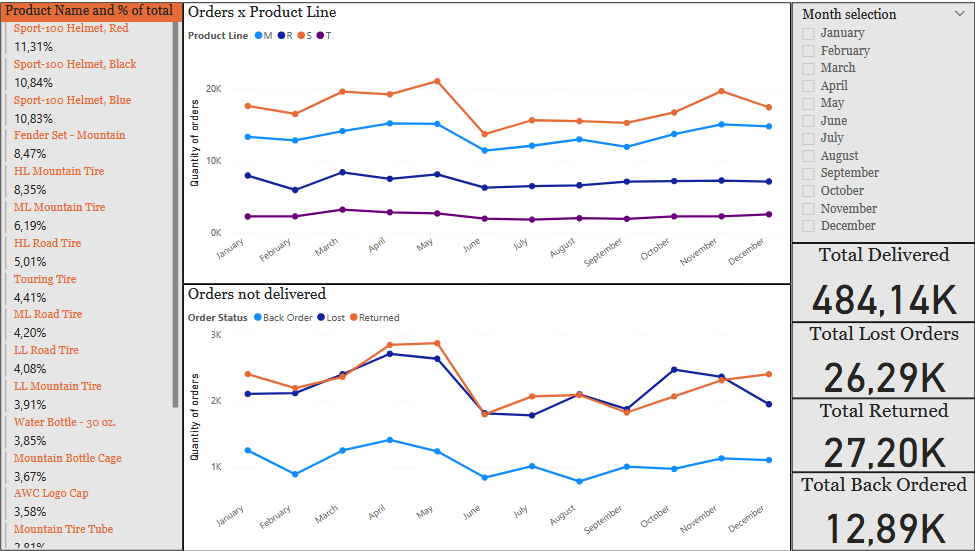 Product Name and % of total
Sport-100 Helmet, Red
11,31%
Sport-100 Helmet, Black
10,84%
Sport-100 Helmet, Blue
10,83%
Fender Set - Mountain
8,47%
HL Mountain Tire
8,35%
ML Mountain Tire
6,19%
HL Road Tire
5,01%
Touring Tire
4,41%
ML Road Tire
4,20%
LL Road Tire
4,08%
LL Mountain Tire
3,91%
Water Bottle - 30 oz.
3,85%
Mountain Bottle Cage
3,67%
AWC Logo Cap
3,58%
Mountain Tire Tube
2,81%
Orders x Product Line
Product Line M R S T
Quantity of orders
20K
10K
0K
January February March April May June July August September October November December
Orders not delivered
Order Status Back Order Lost Returned
Quantity of orders
3K
2K
1K
January February March April May June July August September October November December
Month selection
January
February
March
April
May
June
July
August
September
October
November
December
Total Delivered
484,14K
Total Lost Orders
26,29K
Total Returned
27,20K
Total Back Ordered
12,89K